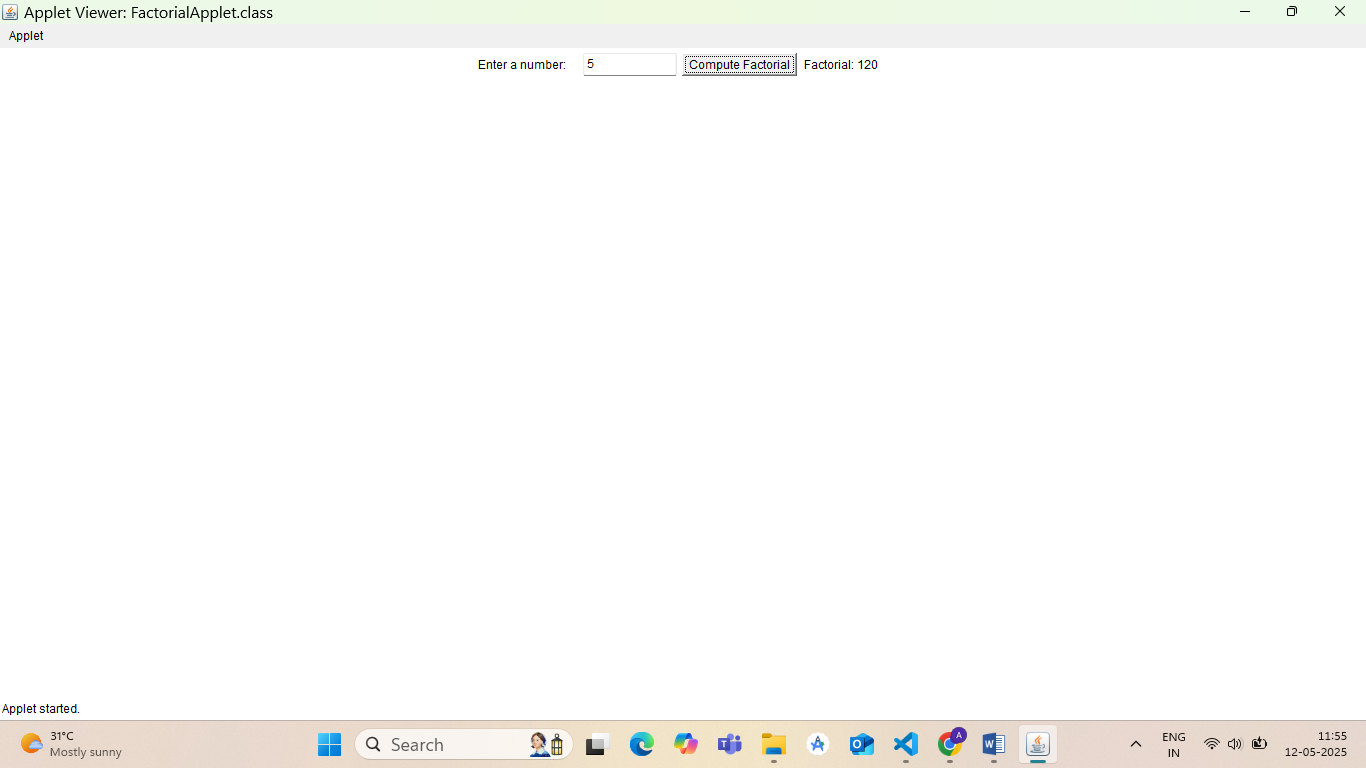 Applet Viewer: FactorialApplet.class
Applet
Enter a number: 5 Compute Factorial Factorial: 120
Applet started.
31°C
Mostly sunny
Search
A
ENG
IN
11:55
12-05-2025